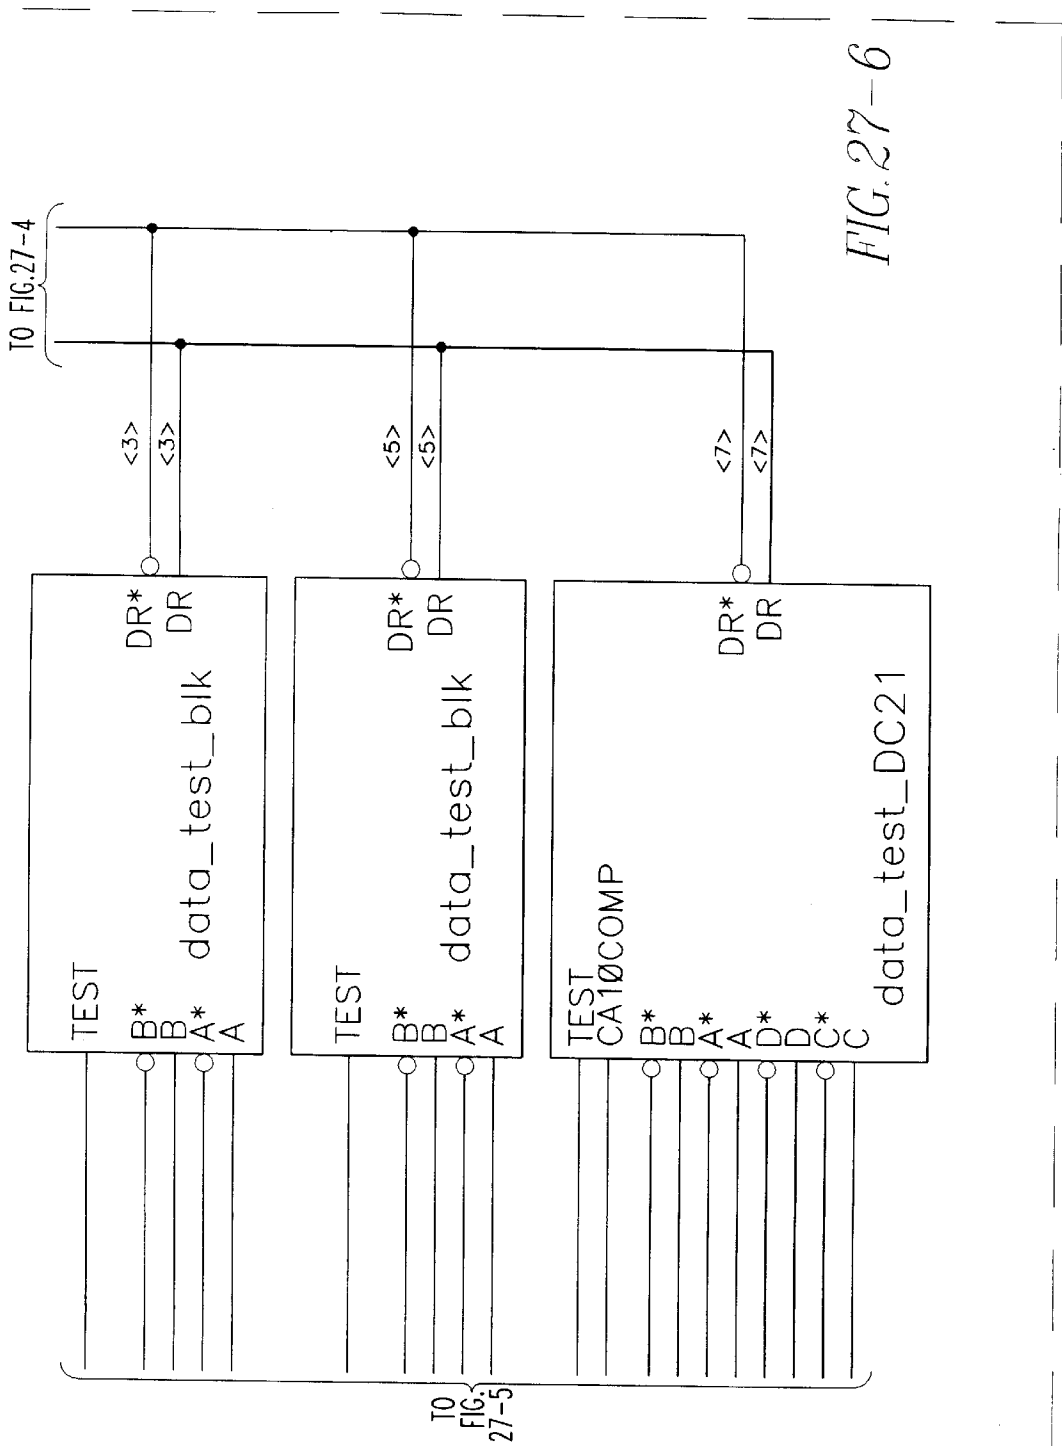 TO FIG.27-4
<3>
<3>
TEST
B*
B
A*
A
DR*
DR
data_test_blk
<5>
<5>
TEST
B*
B
A*
A
DR*
DR
data_test_blk
<7>
<7>
TEST
CA10COMP
B*
B
A*
A
D*
D
C*
C
DR*
DR
data_test_DC21
TO
FIG.
27-5
FIG.27-6